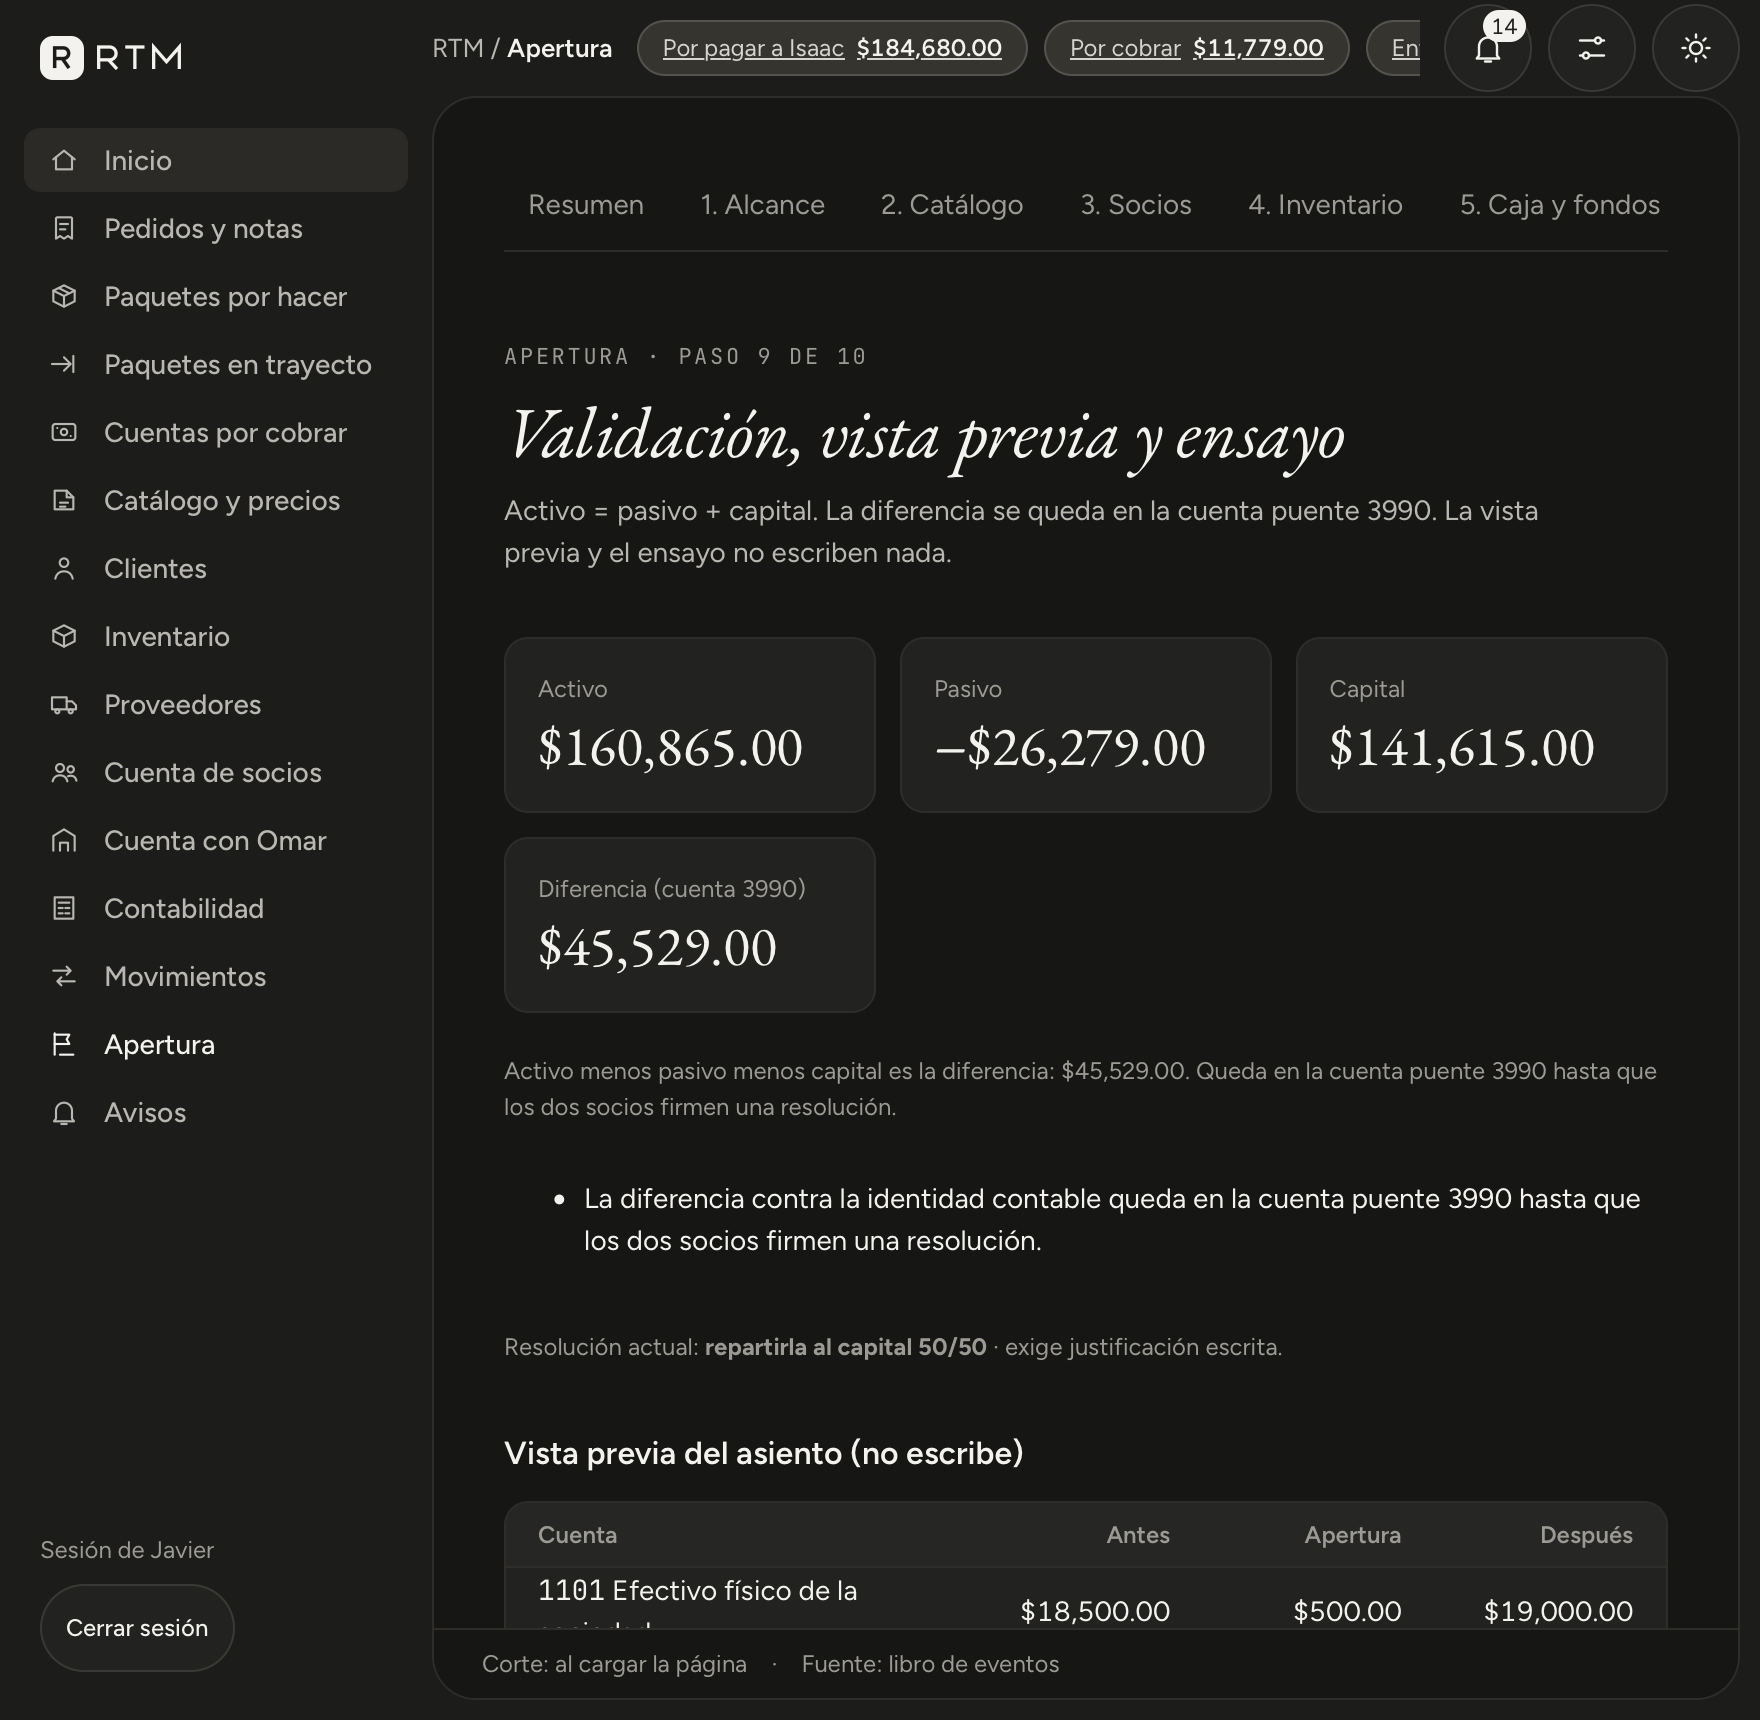 R RTM
RTM / Apertura
Por pagar a Isaac $184,680.00
Por cobrar $11,779.00
14
Inicio
Pedidos y notas
Paquetes por hacer
Paquetes en trayecto
Cuentas por cobrar
Catálogo y precios
Clientes
Inventario
Proveedores
Cuenta de socios
Cuenta con Omar
Contabilidad
Movimientos
Apertura
Avisos
Sesión de Javier
Cerrar sesión
Resumen 1. Alcance 2. Catálogo 3. Socios 4. Inventario 5. Caja y fondos
APERTURA · PASO 9 DE 10
Validación, vista previa y ensayo
Activo = pasivo + capital. La diferencia se queda en la cuenta puente 3990. La vista
previa y el ensayo no escriben nada.
Activo
$160,865.00
Pasivo
–$26,279.00
Capital
$141,615.00
Diferencia (cuenta 3990)
$45,529.00
Activo menos pasivo menos capital es la diferencia: $45,529.00. Queda en la cuenta puente 3990 hasta que
los dos socios firmen una resolución.
• La diferencia contra la identidad contable queda en la cuenta puente 3990 hasta que
los dos socios firmen una resolución.
Resolución actual: repartirla al capital 50/50 · exige justificación escrita.
Vista previa del asiento (no escribe)
Cuenta Antes Apertura Después
1101 Efectivo físico de la
$18,500.00 $500.00 $19,000.00
Corte: al cargar la página · Fuente: libro de eventos